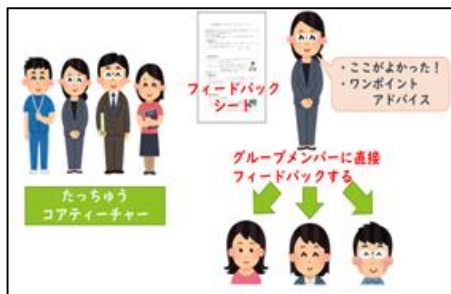 たっちゅう
コアティーチャー
フィードバック
シート
・ここがよかった！
・ワンポイント
アドバイス
グループメンバーに直接
フィードバックする